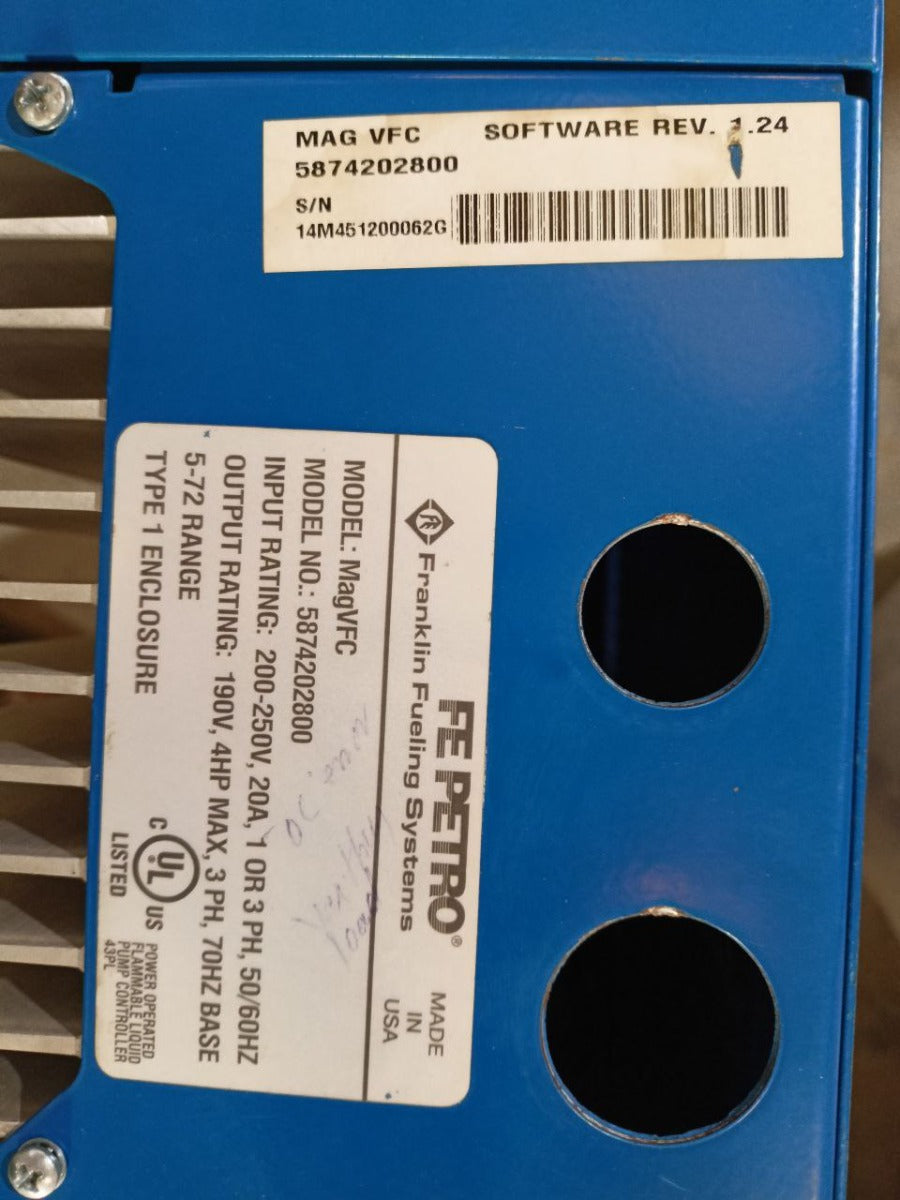 MAG VFC SOFTWARE REV. 1.24
5874202800
S/N
14M451200062G
FE PETRO®
Franklin Fueling Systems
MADE
IN
USA
MODEL: MagVFC
MODEL NO.: 5874202800
INPUT RATING: 200-250V, 20A, 1 OR 3 PH, 50/60HZ
OUTPUT RATING: 190V, 4HP MAX, 3 PH, 70HZ BASE
5-72 RANGE
TYPE 1 ENCLOSURE
C UL US
LISTED
POWER OPERATED
FLAMMABLE LIQUID
PUMP CONTROLLER
43PL